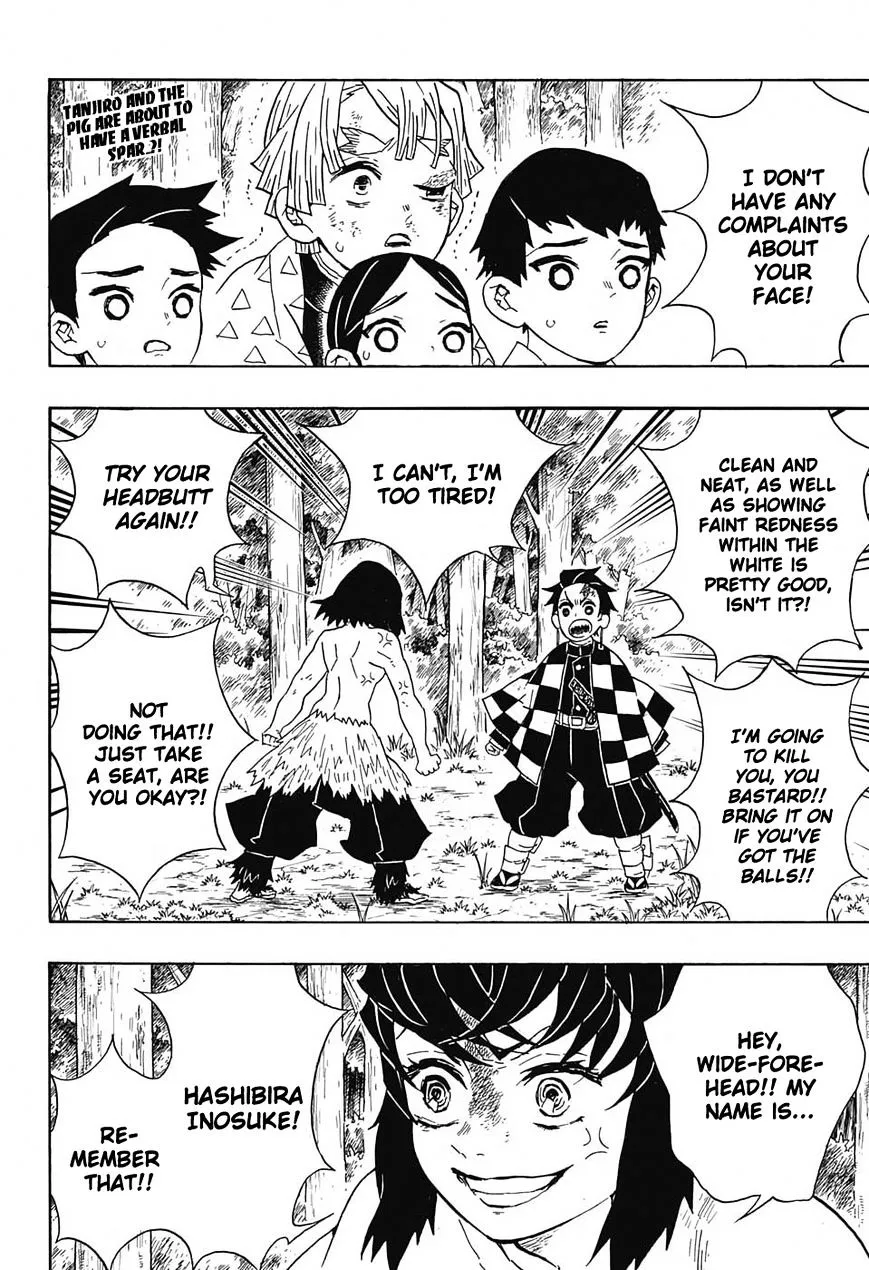 TANJIRO AND THE
PIG ARE ABOUT TO
HAVE A VERBAL
SPAR..?!
I DON'T
HAVE ANY
COMPLAINTS
ABOUT
YOUR
FACE!
CLEAN AND
NEAT, AS WELL
AS SHOWING
FAINT REDNESS
WITHIN THE
WHITE IS
PRETTY GOOD,
ISN'T IT?!
I'M GOING
TO KILL
YOU, YOU
BASTARD!!
BRING IT ON
IF YOU'VE
GOT THE
BALLS!!
I CAN'T, I'M
TOO TIRED!
TRY YOUR
HEADBUTT
AGAIN!!
NOT
DOING THAT!!
JUST TAKE
A SEAT, ARE
YOU OKAY?!
HEY,
WIDE-FORE-
HEAD!! MY
NAME IS...
HASHIBIRA
INOSUKE!
RE-
MEMBER
THAT!!